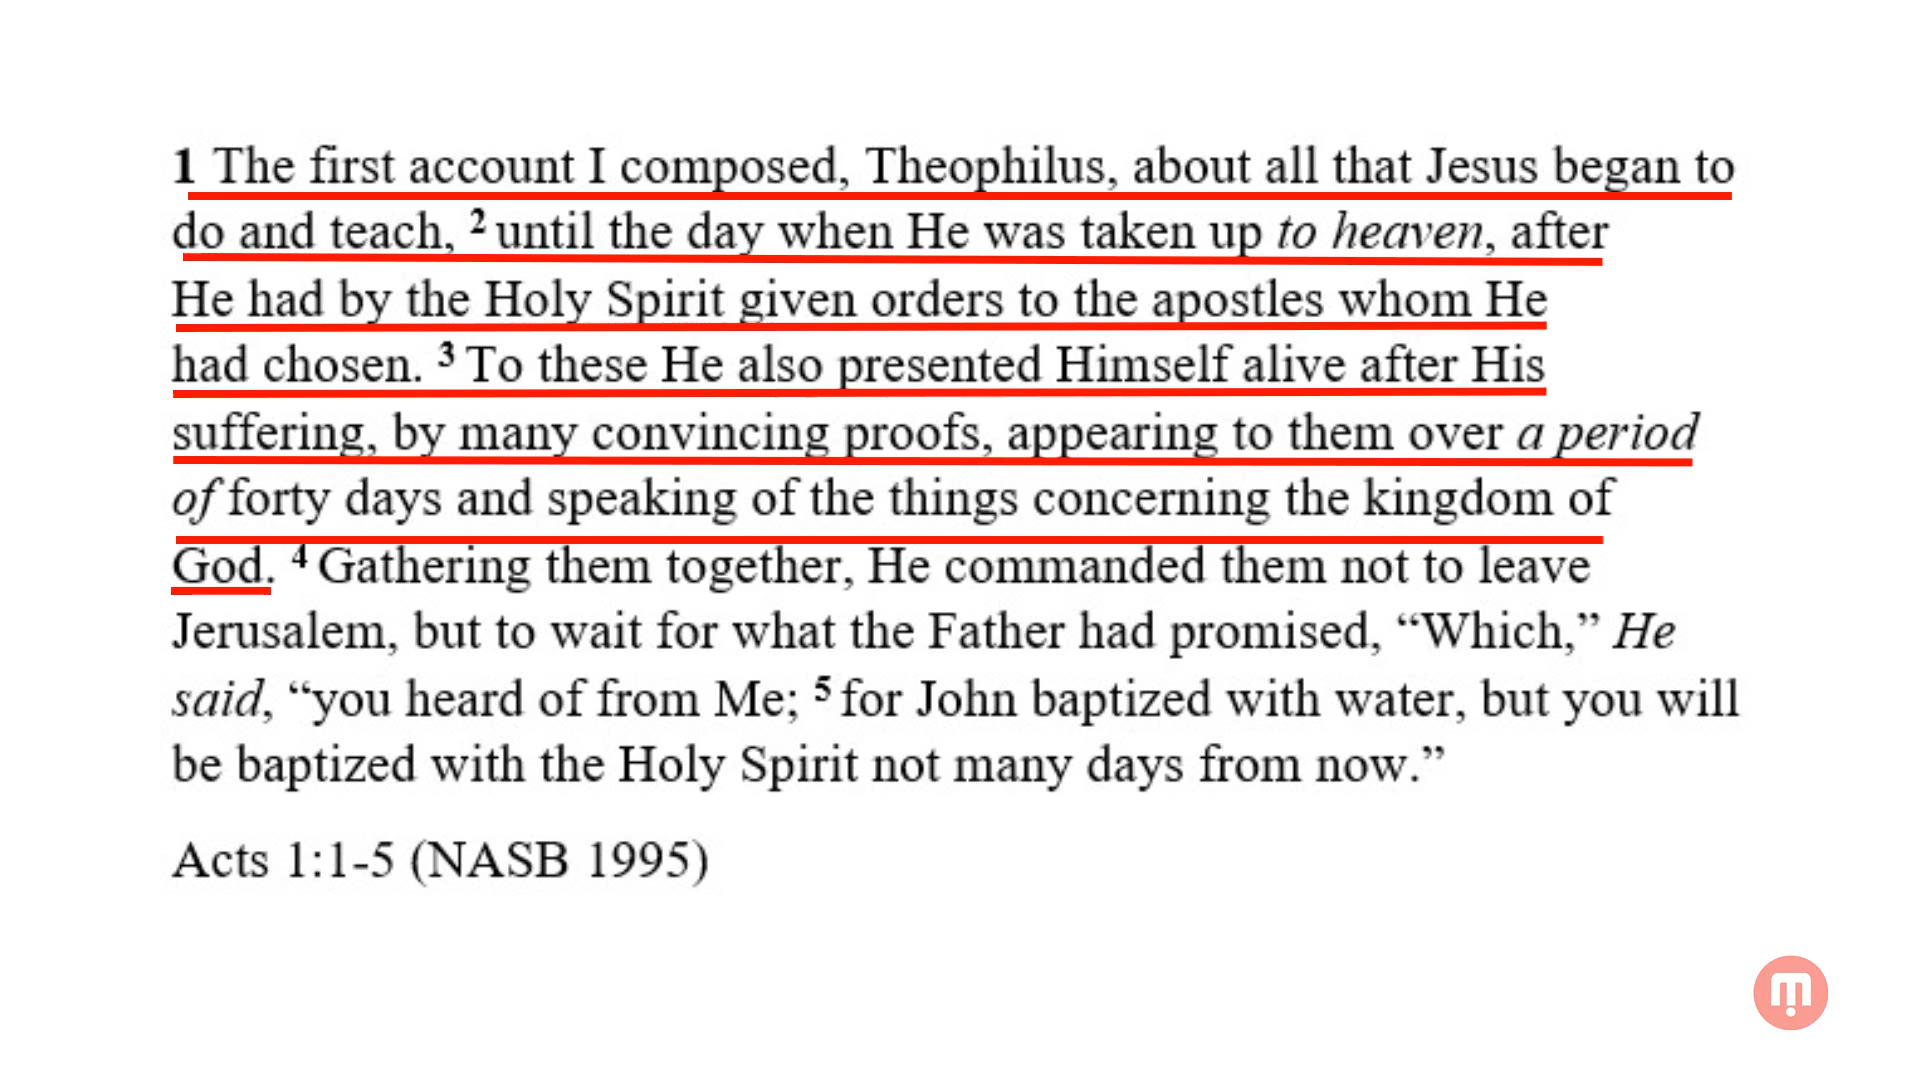 1 The first account I composed, Theophilus, about all that Jesus began to
do and teach, 2 until the day when He was taken up to heaven, after
He had by the Holy Spirit given orders to the apostles whom He
had chosen. 3 To these He also presented Himself alive after His
suffering, by many convincing proofs, appearing to them over a period
of forty days and speaking of the things concerning the kingdom of
God. 4 Gathering them together, He commanded them not to leave
Jerusalem, but to wait for what the Father had promised, “Which,” He
said, “you heard of from Me; 5 for John baptized with water, but you will
be baptized with the Holy Spirit not many days from now.”
Acts 1:1-5 (NASB 1995)
m